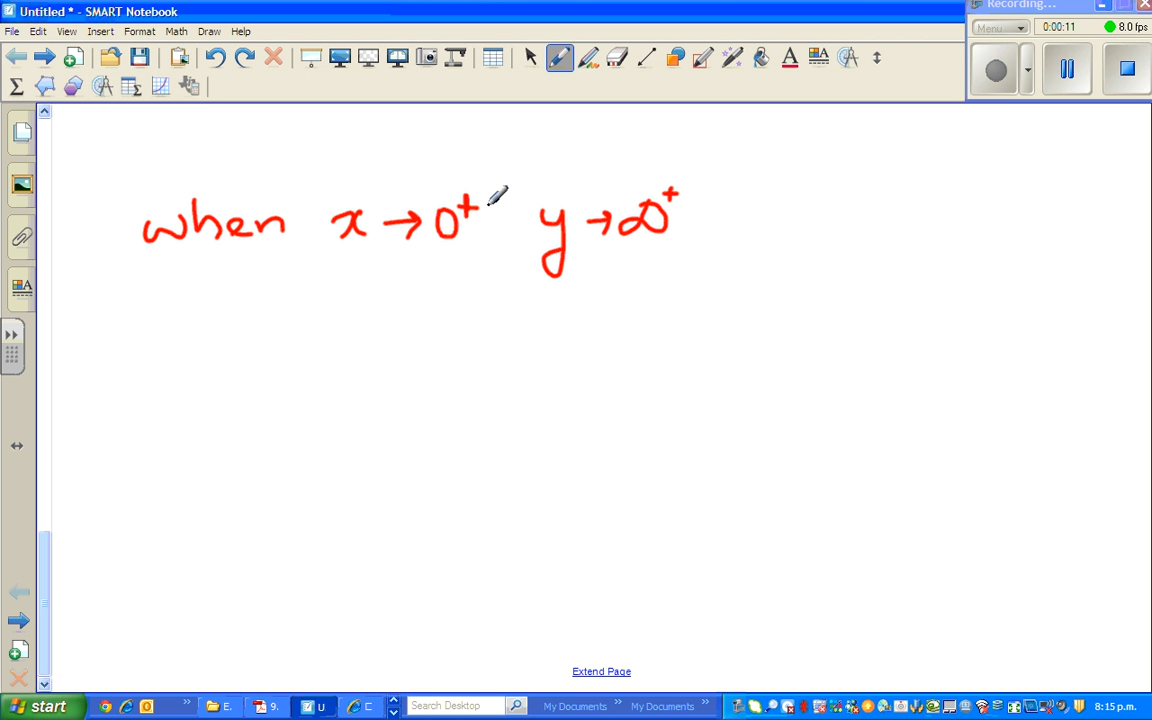 Untitled * - SMART Notebook
Recording...
File Edit View Insert Format Math Draw Help
Menu
0:00:11
8.0 fps
when x → 0⁺ y → ∞⁺
Extend Page
start
E.
9.
U
C
Search Desktop
My Documents
My Documents
8:15 p.m.